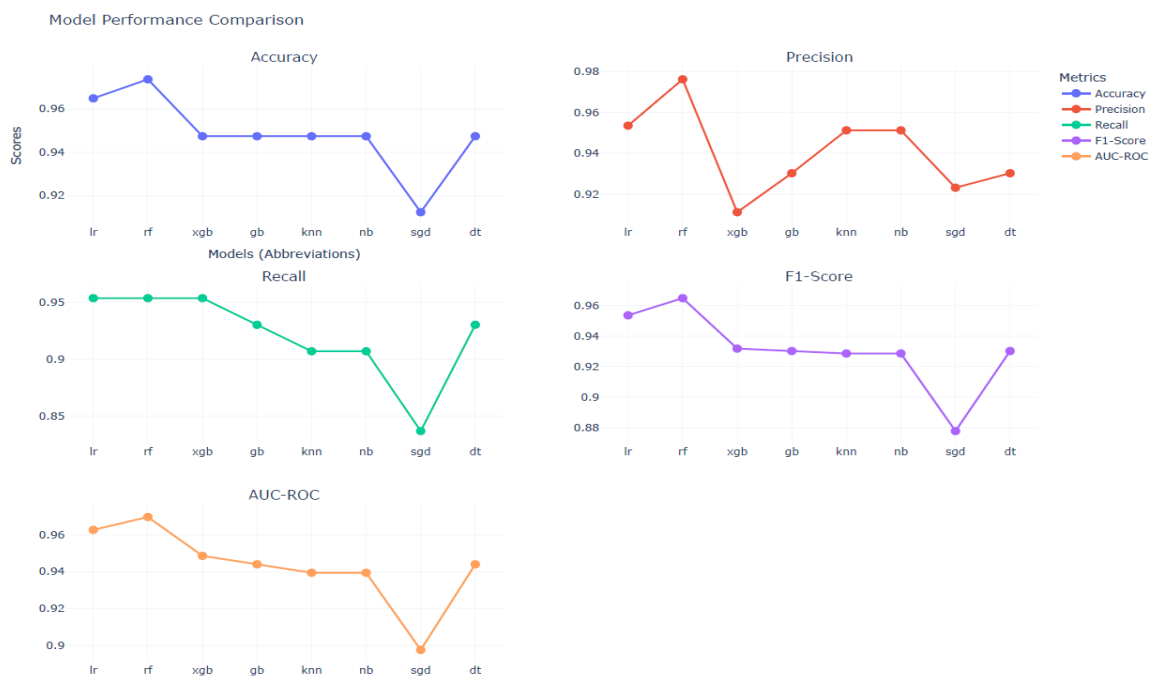 Model Performance Comparison
Accuracy
Scores
0.96
0.94
0.92
lr rf xgb gb knn nb sgd dt
Models (Abbreviations)
Precision
0.98
0.96
0.94
0.92
lr rf xgb gb knn nb sgd dt
Metrics
Accuracy
Precision
Recall
F1-Score
AUC-ROC
Recall
0.95
0.9
0.85
lr rf xgb gb knn nb sgd dt
F1-Score
0.96
0.94
0.92
0.9
0.88
lr rf xgb gb knn nb sgd dt
AUC-ROC
0.96
0.94
0.92
0.9
lr rf xgb gb knn nb sgd dt